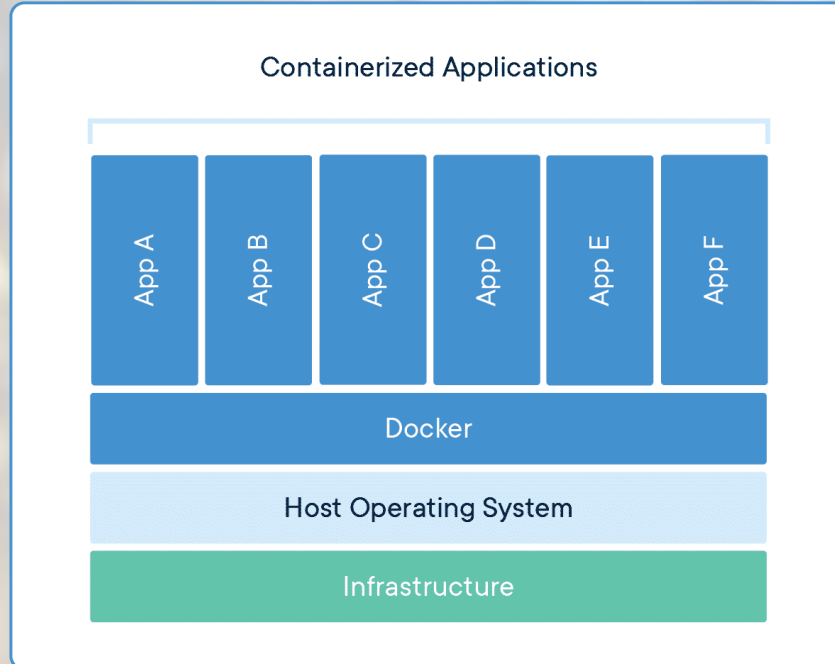 Containerized Applications
App A
App B
App C
App D
App E
App F
Docker
Host Operating System
Infrastructure